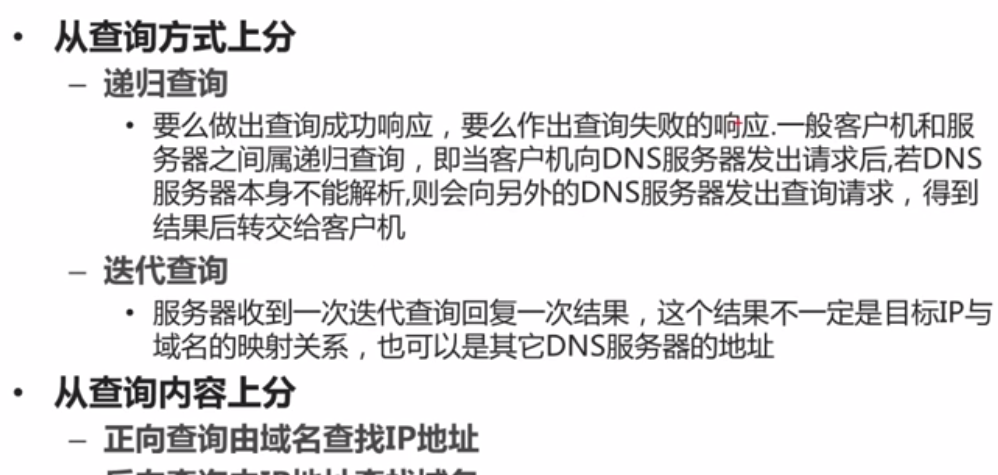 • 从查询方式上分
– 递归查询
• 要么做出查询成功响应，要么作出查询失败的响应.一般客户机和服
务器之间属递归查询，即当客户机向DNS服务器发出请求后,若DNS
服务器本身不能解析,则会向另外的DNS服务器发出查询请求，得到
结果后转交给客户机
– 迭代查询
• 服务器收到一次迭代查询回复一次结果，这个结果不一定是目标IP与
域名的映射关系，也可以是其它DNS服务器的地址
• 从查询内容上分
– 正向查询由域名查找IP地址